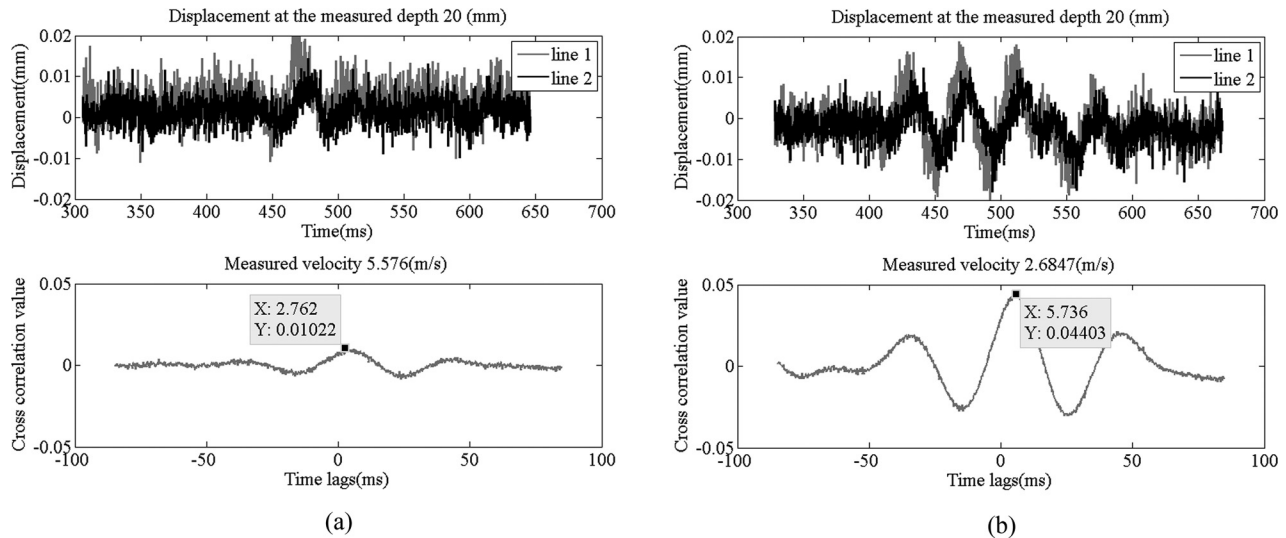 Displacement at the measured depth 20 (mm)
Displacement(mm)
0.02
0.01
0
-0.01
-0.02
line 1
line 2
300 350 400 450 500 550 600 650 700
Time(ms)
Measured velocity 5.576(m/s)
Cross correlation value
0.05
0
-0.05
X: 2.762
Y: 0.01022
-100 -50 0 50 100
Time lags(ms)
(a)
Displacement at the measured depth 20 (mm)
Displacement(mm)
0.02
0.01
0
-0.01
-0.02
line 1
line 2
300 350 400 450 500 550 600 650 700
Time(ms)
Measured velocity 2.6847(m/s)
Cross correlation value
0.05
0
-0.05
X: 5.736
Y: 0.04403
-100 -50 0 50 100
Time lags(ms)
(b)